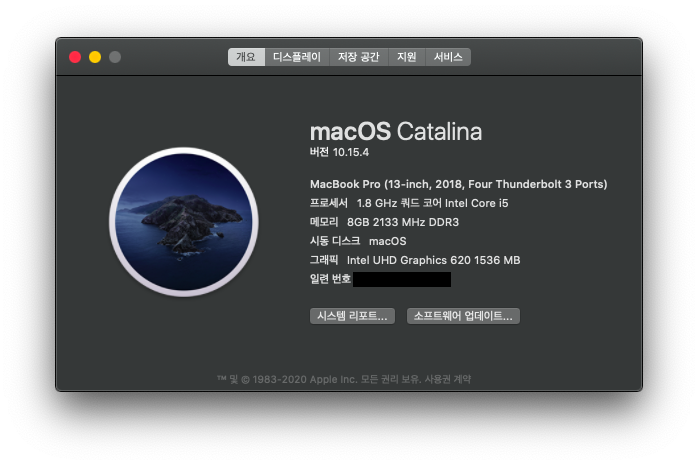 개요 디스플레이 저장 공간 지원 서비스
macOS Catalina
버전 10.15.4
MacBook Pro (13-inch, 2018, Four Thunderbolt 3 Ports)
프로세서 1.8 GHz 쿼드 코어 Intel Core i5
메모리 8GB 2133 MHz DDR3
시동 디스크 macOS
그래픽 Intel UHD Graphics 620 1536 MB
일련 번호
시스템 리포트... 소프트웨어 업데이트...
™ 및 © 1983-2020 Apple Inc. 모든 권리 보유. 사용권 계약